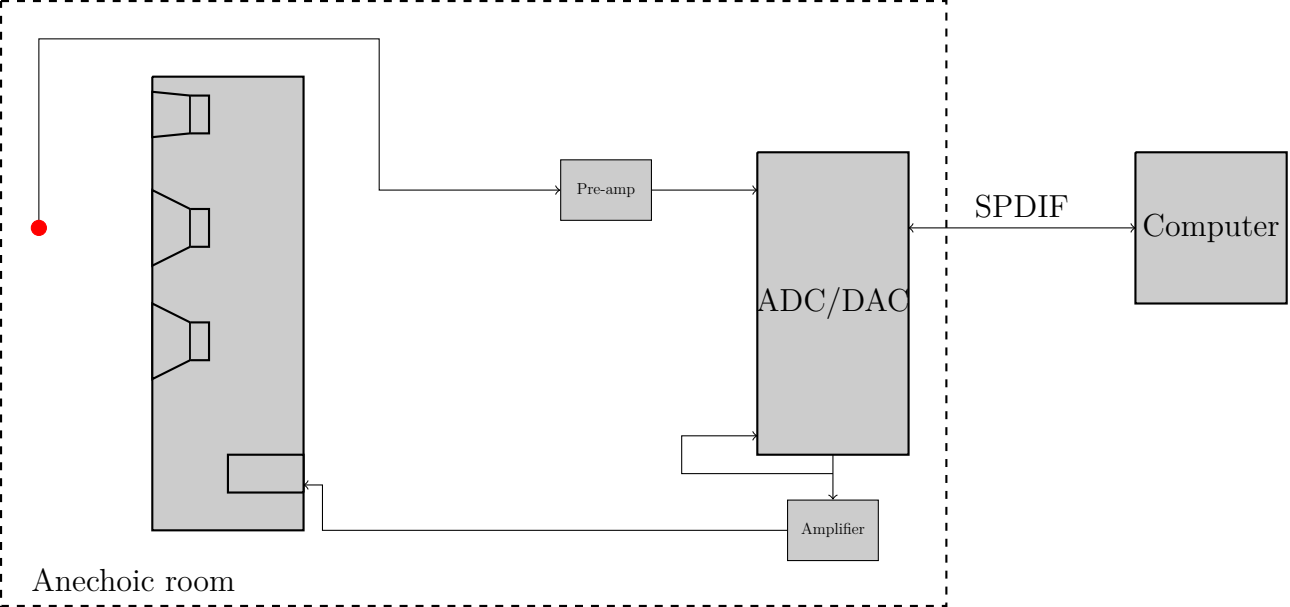 Pre-amp
SPDIF
Computer
ADC/DAC
Amplifier
Anechoic room